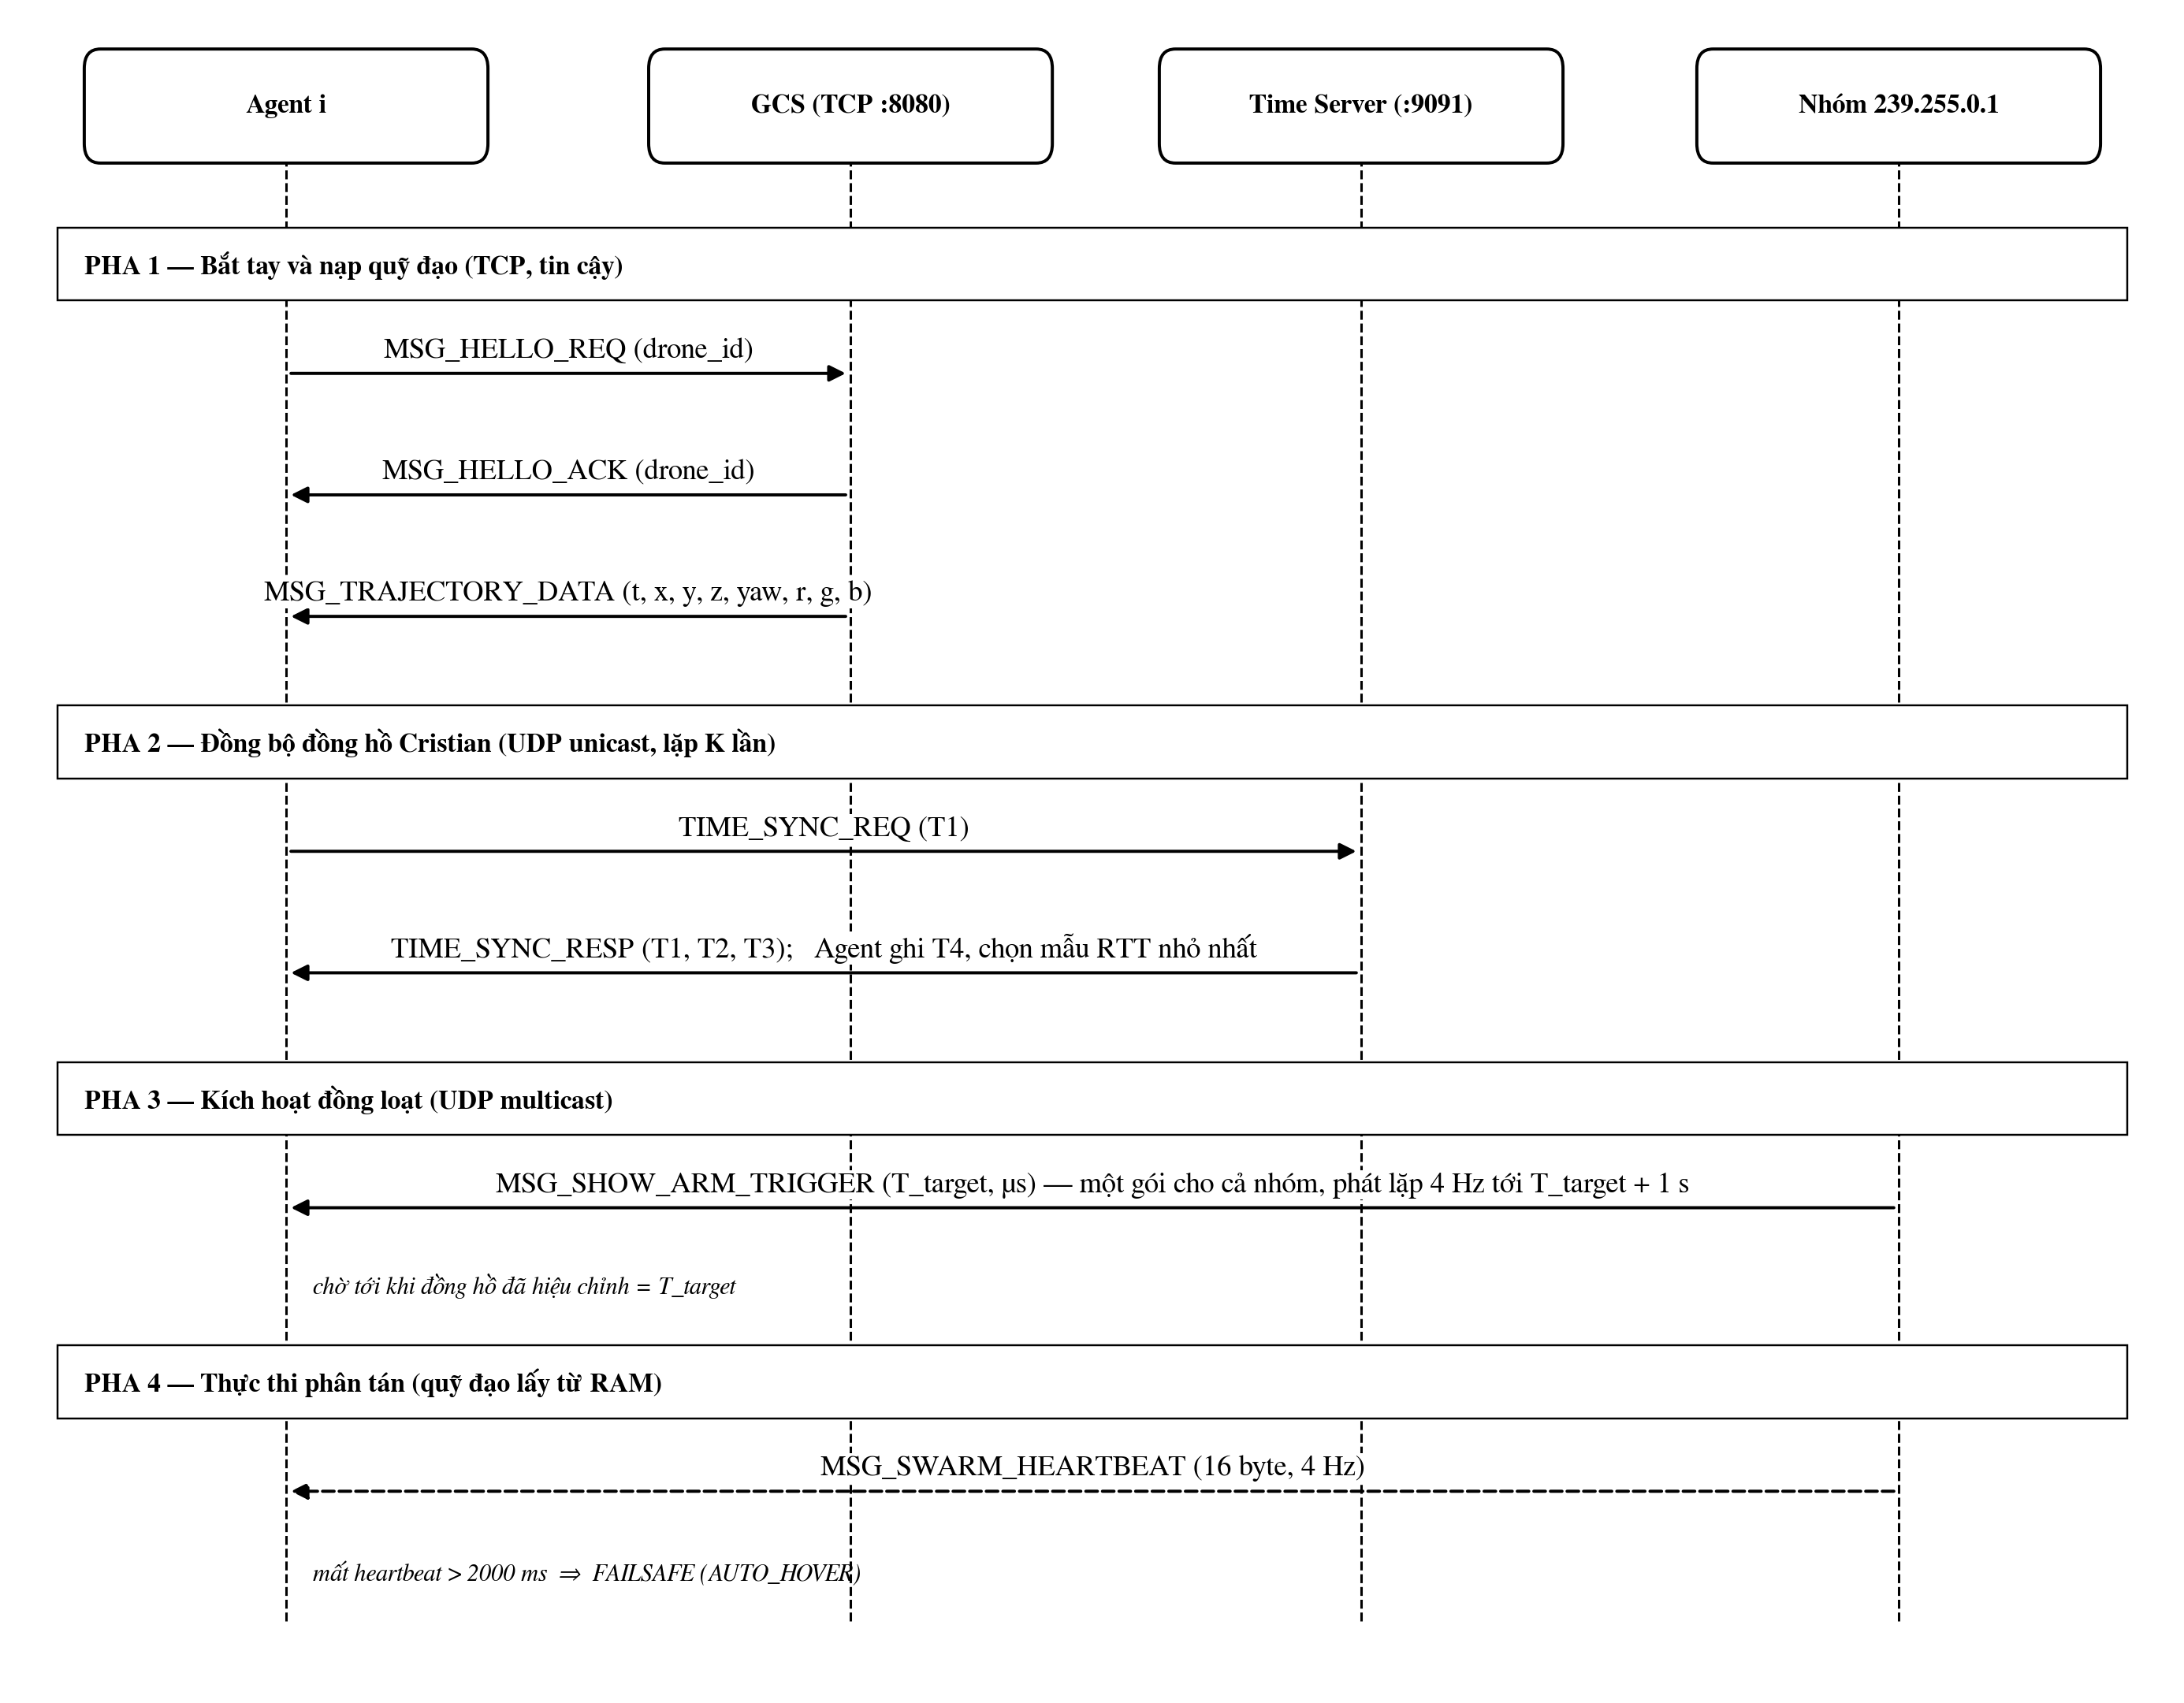 Agent i
GCS (TCP :8080)
Time Server (:9091)
Nhóm 239.255.0.1
PHA 1 — Bắt tay và nạp quỹ đạo (TCP, tin cậy)
MSG_HELLO_REQ (drone_id)
MSG_HELLO_ACK (drone_id)
MSG_TRAJECTORY_DATA (t, x, y, z, yaw, r, g, b)
PHA 2 — Đồng bộ đồng hồ Cristian (UDP unicast, lặp K lần)
TIME_SYNC_REQ (T1)
TIME_SYNC_RESP (T1, T2, T3); Agent ghi T4, chọn mẫu RTT nhỏ nhất
PHA 3 — Kích hoạt đồng loạt (UDP multicast)
MSG_SHOW_ARM_TRIGGER (T_target, µs) — một gói cho cả nhóm, phát lặp 4 Hz tới T_target + 1 s
chờ tới khi đồng hồ đã hiệu chỉnh = T_target
PHA 4 — Thực thi phân tán (quỹ đạo lấy từ RAM)
MSG_SWARM_HEARTBEAT (16 byte, 4 Hz)
mất heartbeat > 2000 ms ⇒ FAILSAFE (AUTO_HOVER)